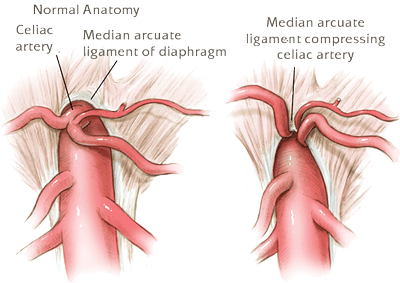 Normal Anatomy
Celiac
artery
Median arcuate
ligament of diaphragm
Median arcuate
ligament compressing
celiac artery